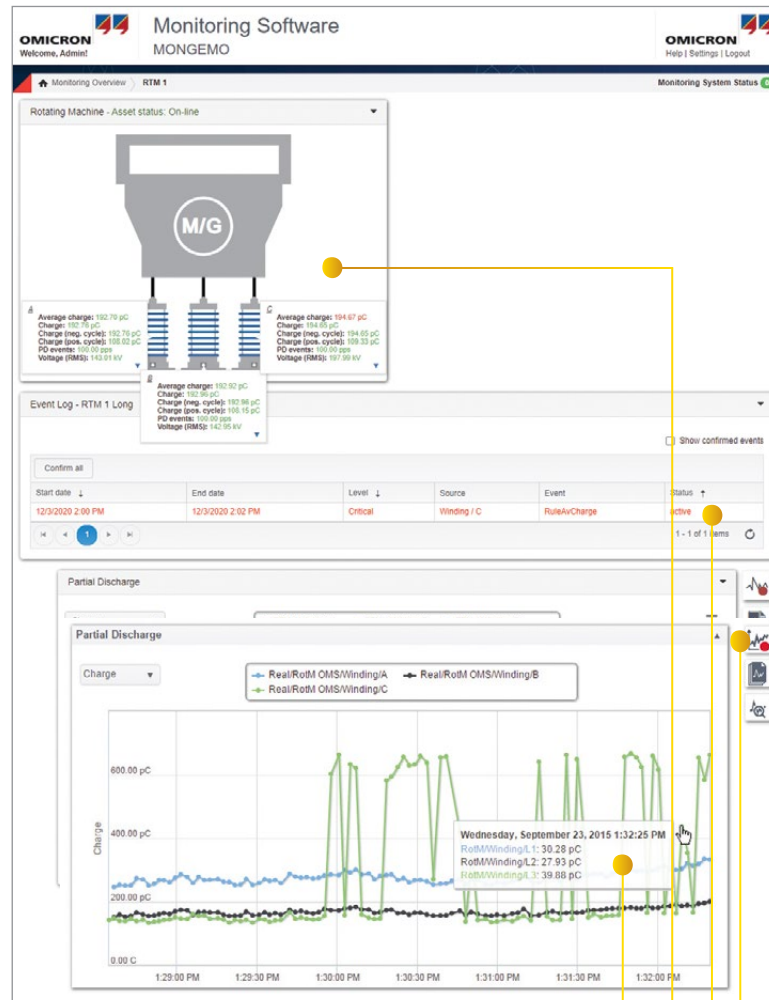 OMICRON
Welcome, Admin!
Monitoring Software
MONGEMO
OMICRON
Help | Settings | Logout
Monitoring Overview
RTM 1
Monitoring System Status
Rotating Machine - Asset status: On-line
M/G
A
Average charge: 192.70 pC
Charge: 192.76 pC
Charge (neg. cycle): 192.76 pC
Charge (pos. cycle): 108.02 pC
PD events: 100.00 pps
Voltage (RMS): 143.01 kV
C
Average charge: 194.67 pC
Charge: 194.65 pC
Charge (neg. cycle): 194.65 pC
Charge (pos. cycle): 109.33 pC
PD events: 100.00 pps
Voltage (RMS): 197.99 kV
B
Average charge: 192.92 pC
Charge: 192.96 pC
Charge (neg. cycle): 192.96 pC
Charge (pos. cycle): 108.15 pC
PD events: 100.00 pps
Voltage (RMS): 142.95 kV
Event Log - RTM 1 Long
Show confirmed events
Confirm all
Start date ↓ End date Level ↓ Source Event Status ↑
12/3/2020 2:00 PM 12/3/2020 2:02 PM Critical Winding / C RuleAvCharge active
1
1 - 1 of 1 items
Partial Discharge
Partial Discharge
Charge
Real/RotM OMS/Winding/A
Real/RotM OMS/Winding/B
Real/RotM OMS/Winding/C
600.00 pC
400.00 pC
200.00 pC
0.00 C
Charge
Wednesday, September 23, 2015 1:32:25 PM
RotM/Winding/L1: 30.28 pC
RotM/Winding/L2: 27.93 pC
RotM/Winding/L3: 39.88 pC
1:29:00 PM 1:29:30 PM 1:30:00 PM 1:30:30 PM 1:31:00 PM 1:31:30 PM 1:32:00 PM